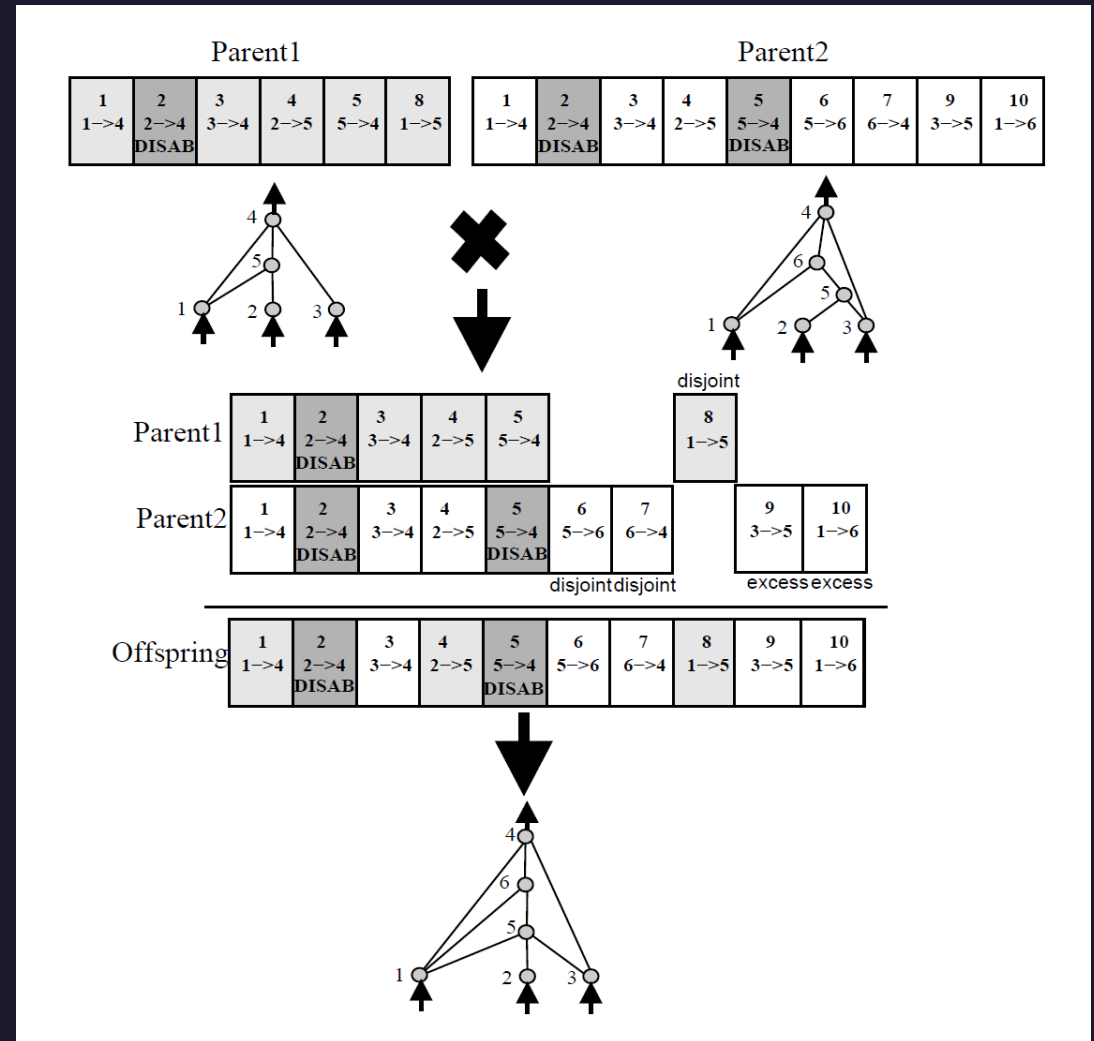 Parent1 Parent2
1 2 3 4 5 8 1 2 3 4 5 6 7 9 10
1->4 2->4 3->4 2->5 5->4 1->5 1->4 2->4 3->4 2->5 5->4 5->6 6->4 3->5 1->6
DISAB DISAB DISAB
4 4
5 6
5
1 2 3 1 2 3
disjoint
Parent1 1 2 3 4 5 8
1->4 2->4 3->4 2->5 5->4 1->5
DISAB
Parent2 1 2 3 4 5 6 7 9 10
1->4 2->4 3->4 2->5 5->4 5->6 6->4 3->5 1->6
DISAB DISAB
disjoint disjoint excess excess
Offspring 1 2 3 4 5 6 7 8 9 10
1->4 2->4 3->4 2->5 5->4 5->6 6->4 1->5 3->5 1->6
DISAB DISAB
4
6
5
1 2 3